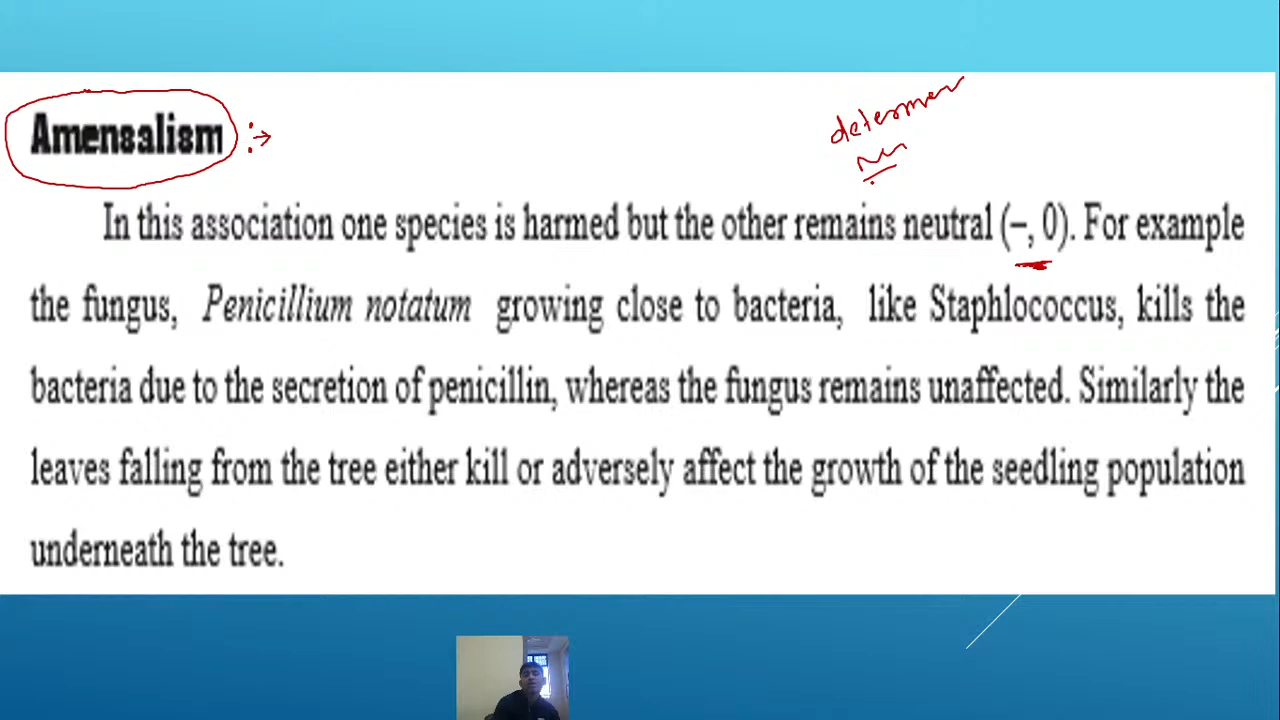 Amensalism :→
determen
In this association one species is harmed but the other remains neutral (–, 0). For example
the fungus, Penicillium notatum growing close to bacteria, like Staphlococcus, kills the
bacteria due to the secretion of penicillin, whereas the fungus remains unaffected. Similarly the
leaves falling from the tree either kill or adversely affect the growth of the seedling population
underneath the tree.